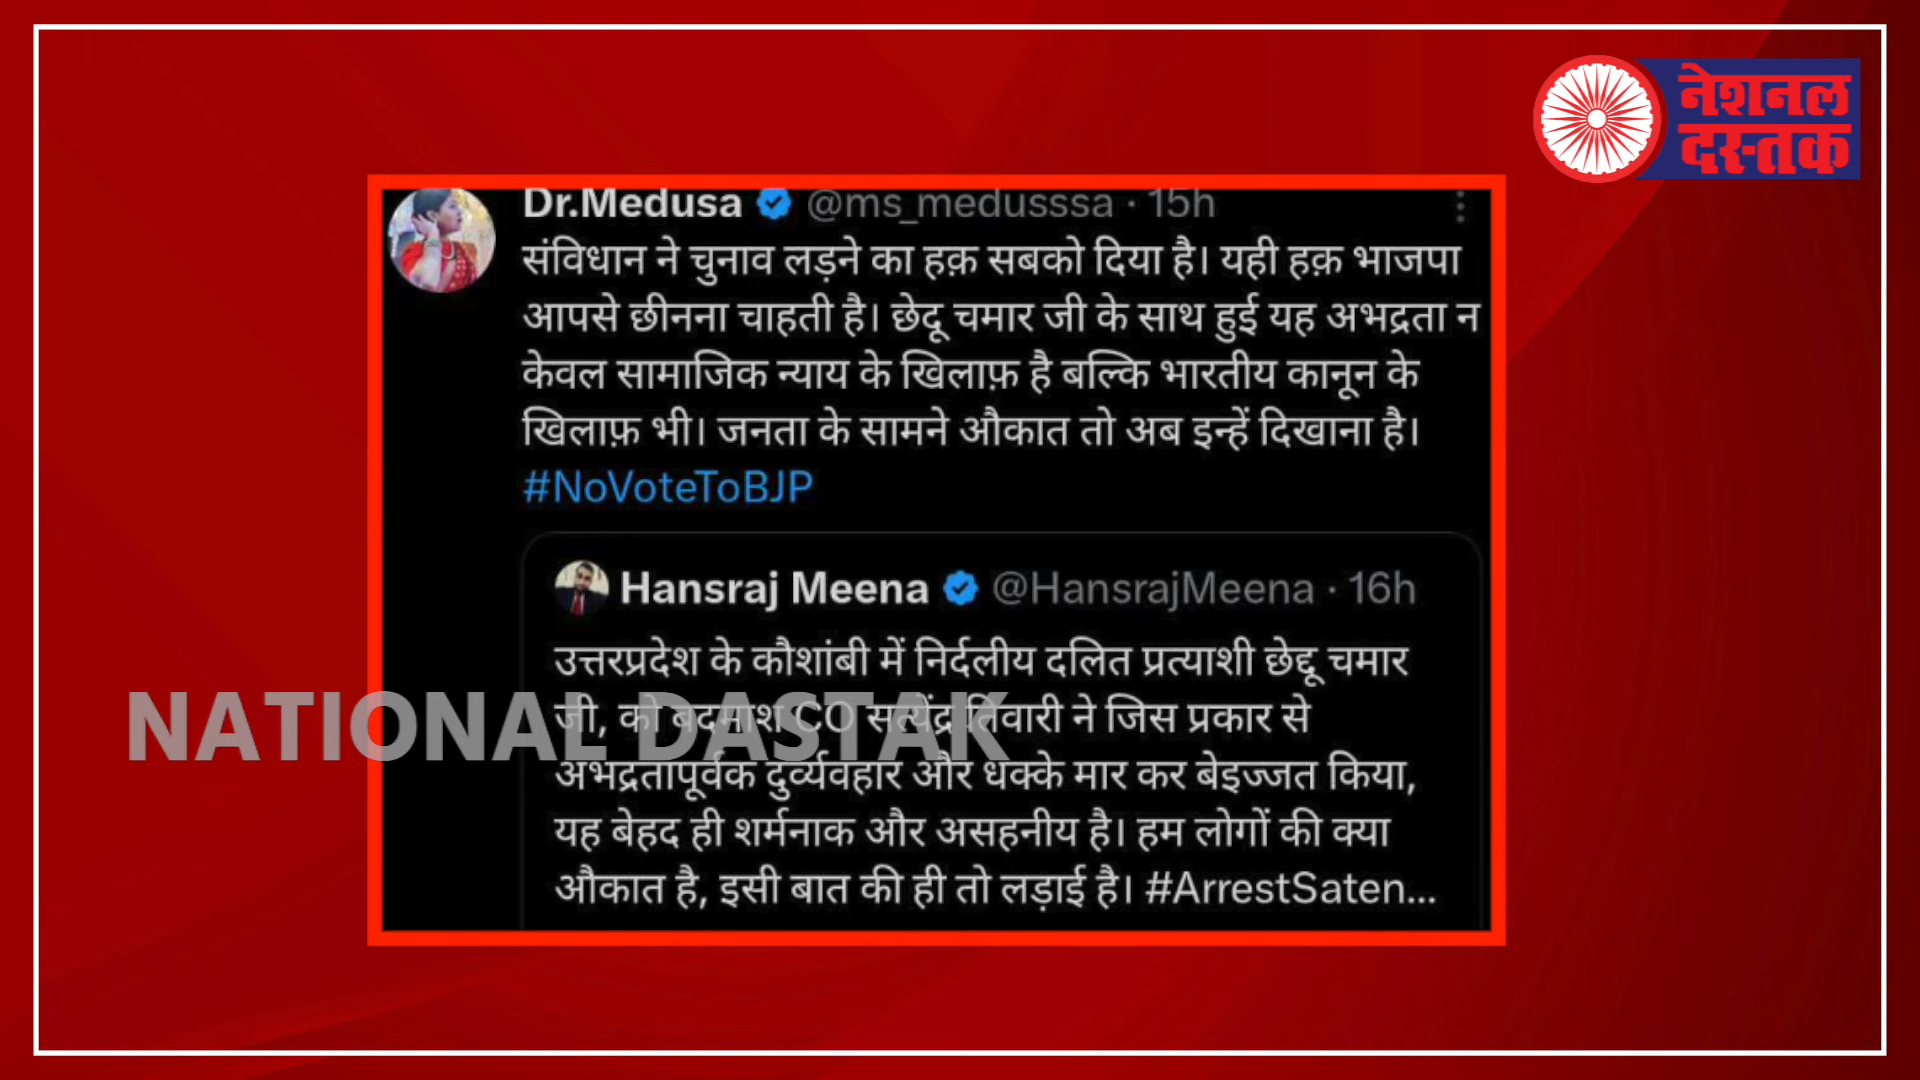 नेशनल
दस्तक
Dr.Medusa @ms_medusssa · 15h
संविधान ने चुनाव लड़ने का हक़ सबको दिया है। यही हक़ भाजपा
आपसे छीनना चाहती है। छेदू चमार जी के साथ हुई यह अभद्रता न
केवल सामाजिक न्याय के खिलाफ़ है बल्कि भारतीय कानून के
खिलाफ़ भी। जनता के सामने औकात तो अब इन्हें दिखाना है।
#NoVoteToBJP
Hansraj Meena @HansrajMeena · 16h
उत्तरप्रदेश के कौशांबी में निर्दलीय दलित प्रत्याशी छेद्दू चमार
जी, को बदमाश CO सत्येंद्र तिवारी ने जिस प्रकार से
अभद्रतापूर्वक दुर्व्यवहार और धक्के मार कर बेइज्जत किया,
यह बेहद ही शर्मनाक और असहनीय है। हम लोगों की क्या
औकात है, इसी बात की ही तो लड़ाई है। #ArrestSaten...
NATIONAL DASTAK